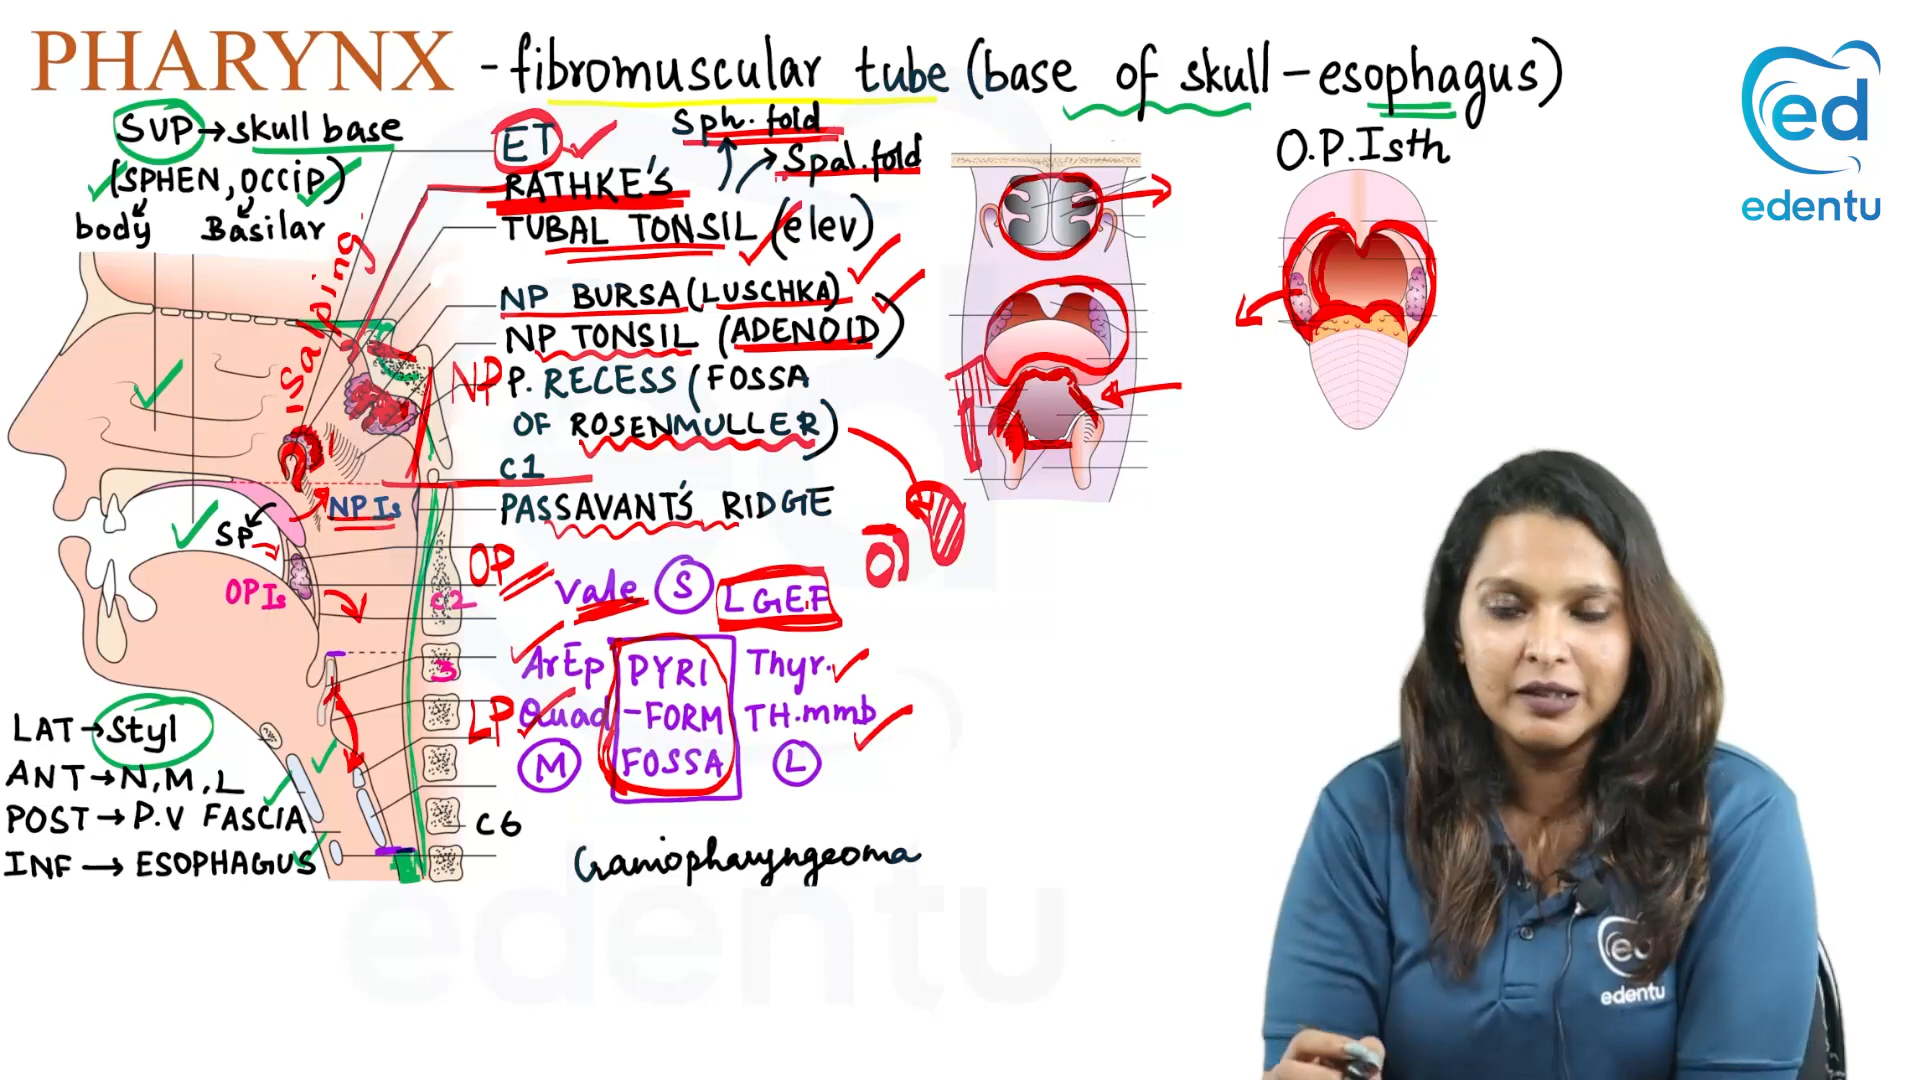 PHARYNX - fibromuscular tube (base of skull - esophagus)
ed
edentu
SUP → skull base
(SPHEN, OCCIP)
body
Basilar
ET
Sph. fold
Spal. fold
RATHKE'S
TUBAL TONSIL (elev)
NP BURSA (LUSCHKA)
NP TONSIL (ADENOID)
NP
P. RECESS (FOSSA
OF ROSENMULLER)
C1
PASSAVANT'S RIDGE
O.P. Isth
NPIs
SP
OPIs
OP
C2
3
Vale S LGEF
ArEp PYRI Thyr.
Quad -FORM TH.mmb
M FOSSA L
LP
C6
LAT → Styl
ANT → N, M, L
POST → P.V FASCIA
INF → ESOPHAGUS
Craniopharyngeoma
ed
edentu
edentu